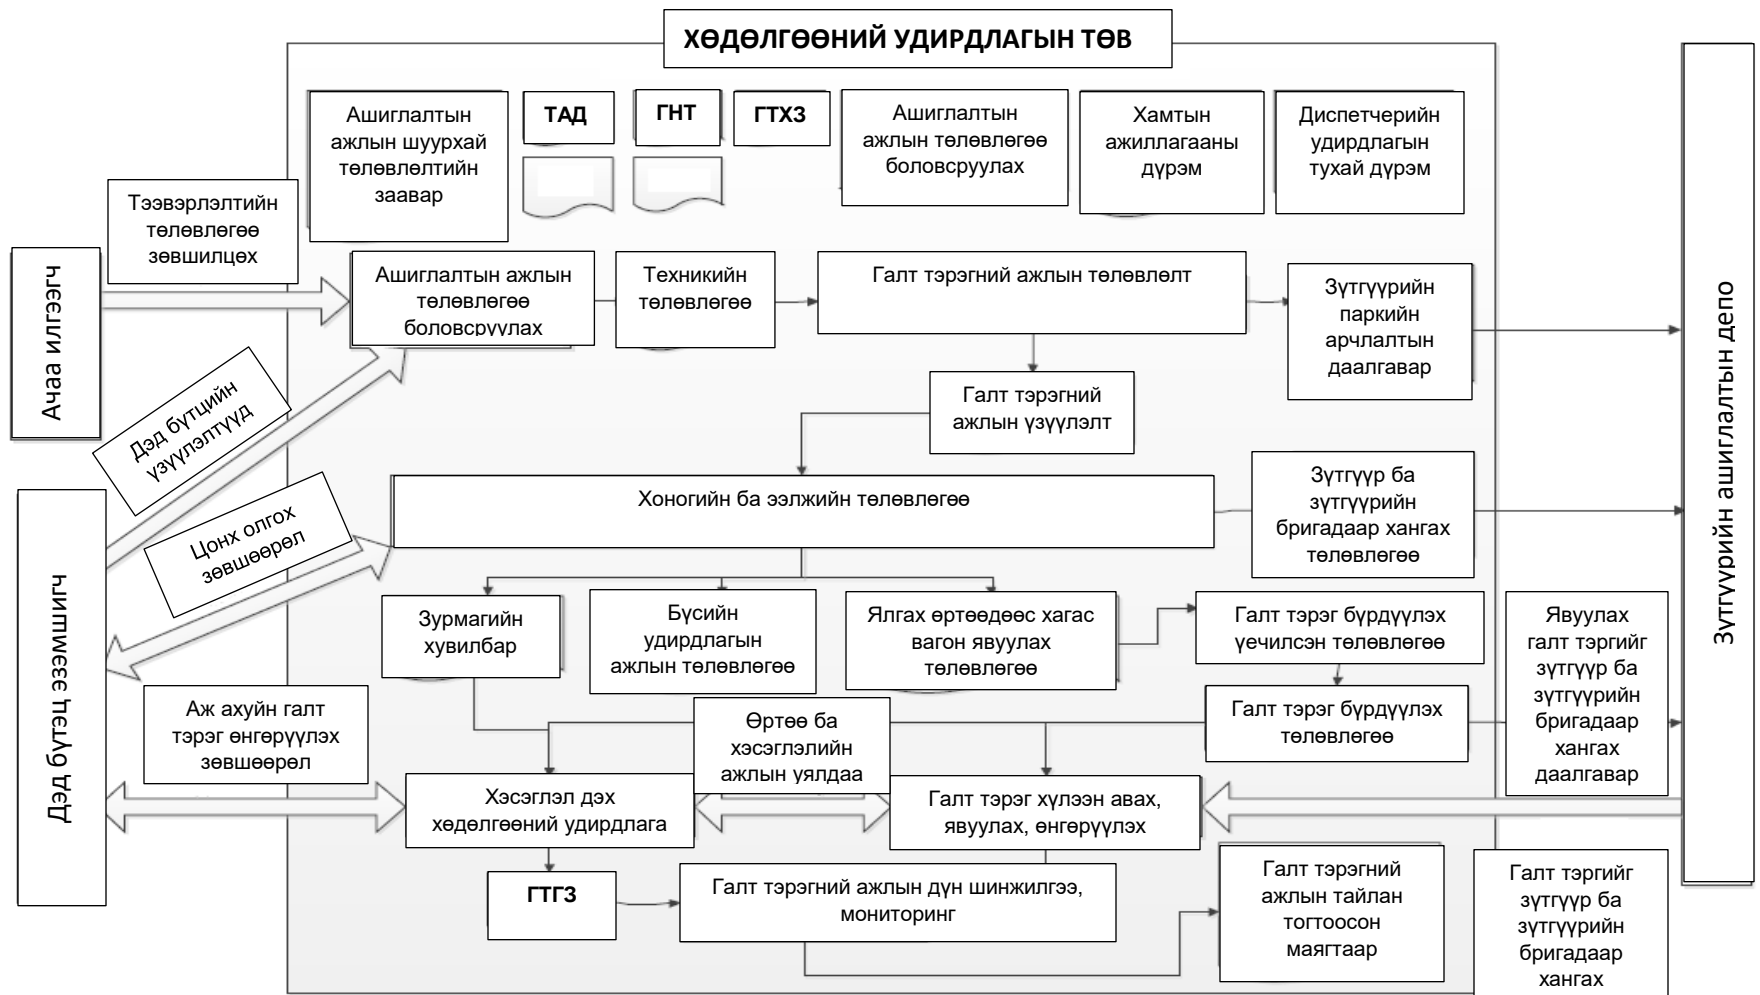 ХӨДӨЛГӨӨНИЙ УДИРДЛАГЫН ТӨВ
Ашиглалтын
ажлын шуурхай
төлөвлөлтийн
заавар
ТАД
ГНТ
ГТХЗ
Ашиглалтын
ажлын төлөвлөгөө
боловсруулах
Хамтын
ажиллагааны
дүрэм
Диспетчерийн
удирдлагын
тухай дүрэм
Тээвэрлэлтийн
төлөвлөгөө
зөвшилцөх
Ачаа илгээгч
Ашиглалтын ажлын
төлөвлөгөө
боловсруулах
Техникийн
төлөвлөгөө
Галт тэрэгний ажлын төлөвлөлт
Зүтгүүрийн
паркийн
арчлалтын
даалгавар
Зүтгүүрийн ашиглалтын депо
Галт тэрэгний
ажлын үзүүлэлт
Дэд бүтцийн
үзүүлэлтүүд
Цонх олгох
зөвшөөрөл
Хоногийн ба ээлжийн төлөвлөгөө
Зүтгүүр ба
зүтгүүрийн
бригадаар хангах
төлөвлөгөө
Дэд бүтэц эзэмшигч
Зурмагийн
хувилбар
Бүсийн
удирдлагын
ажлын төлөвлөгөө
Ялгах өртөөдөөс хагас
вагон явуулах
төлөвлөгөө
Галт тэрэг бүрдүүлэх
үечилсэн төлөвлөгөө
Явуулах
галт тэргийг
зүтгүүр ба
зүтгүүрийн
бригадаар
хангах
даалгавар
Аж ахуйн галт
тэрэг өнгөрүүлэх
зөвшөөрөл
Өртөө ба
хэсэглэлийн
ажлын уялдаа
Галт тэрэг бүрдүүлэх
төлөвлөгөө
Хэсэглэл дэх
хөдөлгөөний удирдлага
Галт тэрэг хүлээн авах,
явуулах, өнгөрүүлэх
ГТГЗ
Галт тэрэгний ажлын дүн шинжилгээ,
мониторинг
Галт тэрэгний
ажлын тайлан
тогтоосон
маягтаар
Галт тэргийг
зүтгүүр ба
зүтгүүрийн
бригадаар
хангах